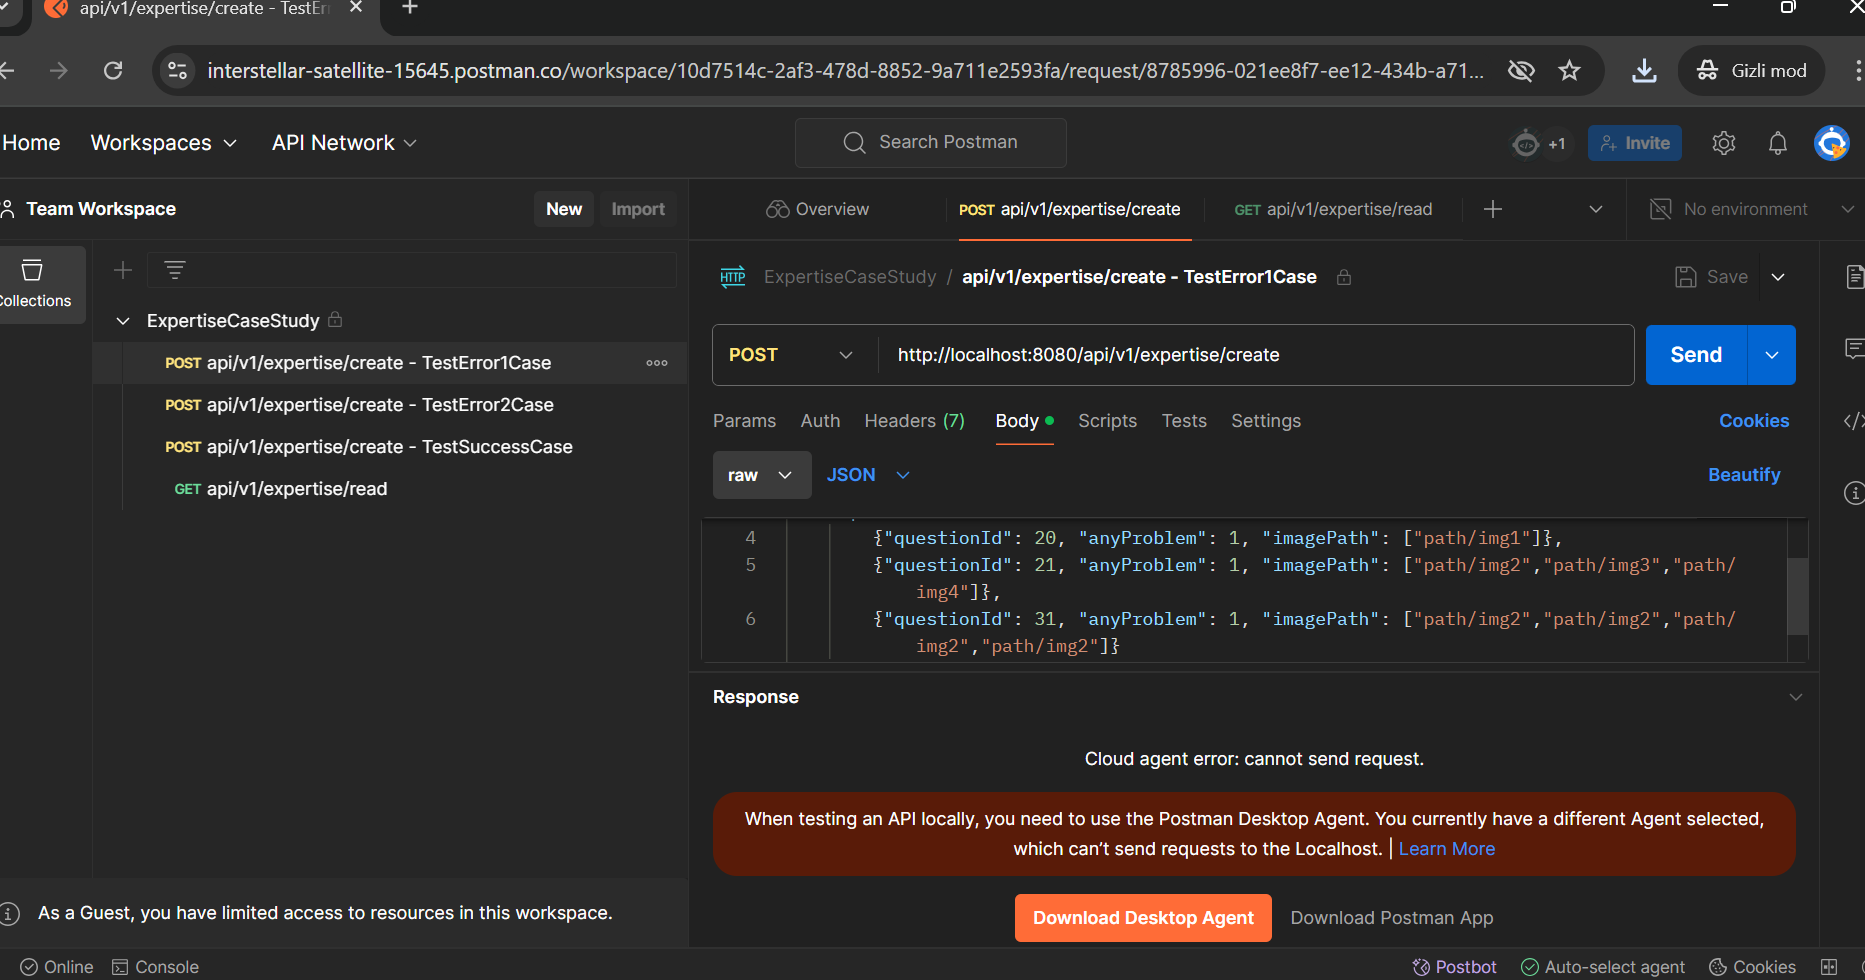 api/v1/expertise/create - TestErr
interstellar-satellite-15645.postman.co/workspace/10d7514c-2af3-478d-8852-9a711e2593fa/request/8785996-021ee8f7-ee12-434b-a71...
Gizli mod
Home Workspaces API Network
Search Postman
+1
Invite
Team Workspace
New Import
Overview
POST api/v1/expertise/create
GET api/v1/expertise/read
No environment
Collections
ExpertiseCaseStudy
POST api/v1/expertise/create - TestError1Case
POST api/v1/expertise/create - TestError2Case
POST api/v1/expertise/create - TestSuccessCase
GET api/v1/expertise/read
HTTP ExpertiseCaseStudy / api/v1/expertise/create - TestError1Case
Save
POST http://localhost:8080/api/v1/expertise/create
Send
Params Auth Headers (7) Body Scripts Tests Settings
Cookies
raw JSON
Beautify
4 {"questionId": 20, "anyProblem": 1, "imagePath": ["path/img1"]},
5 {"questionId": 21, "anyProblem": 1, "imagePath": ["path/img2","path/img3","path/
img4"]},
6 {"questionId": 31, "anyProblem": 1, "imagePath": ["path/img2","path/img2","path/
img2","path/img2"]}
Response
Cloud agent error: cannot send request.
When testing an API locally, you need to use the Postman Desktop Agent. You currently have a different Agent selected,
which can't send requests to the Localhost. | Learn More
Download Desktop Agent Download Postman App
As a Guest, you have limited access to resources in this workspace.
Online Console
Postbot Auto-select agent Cookies